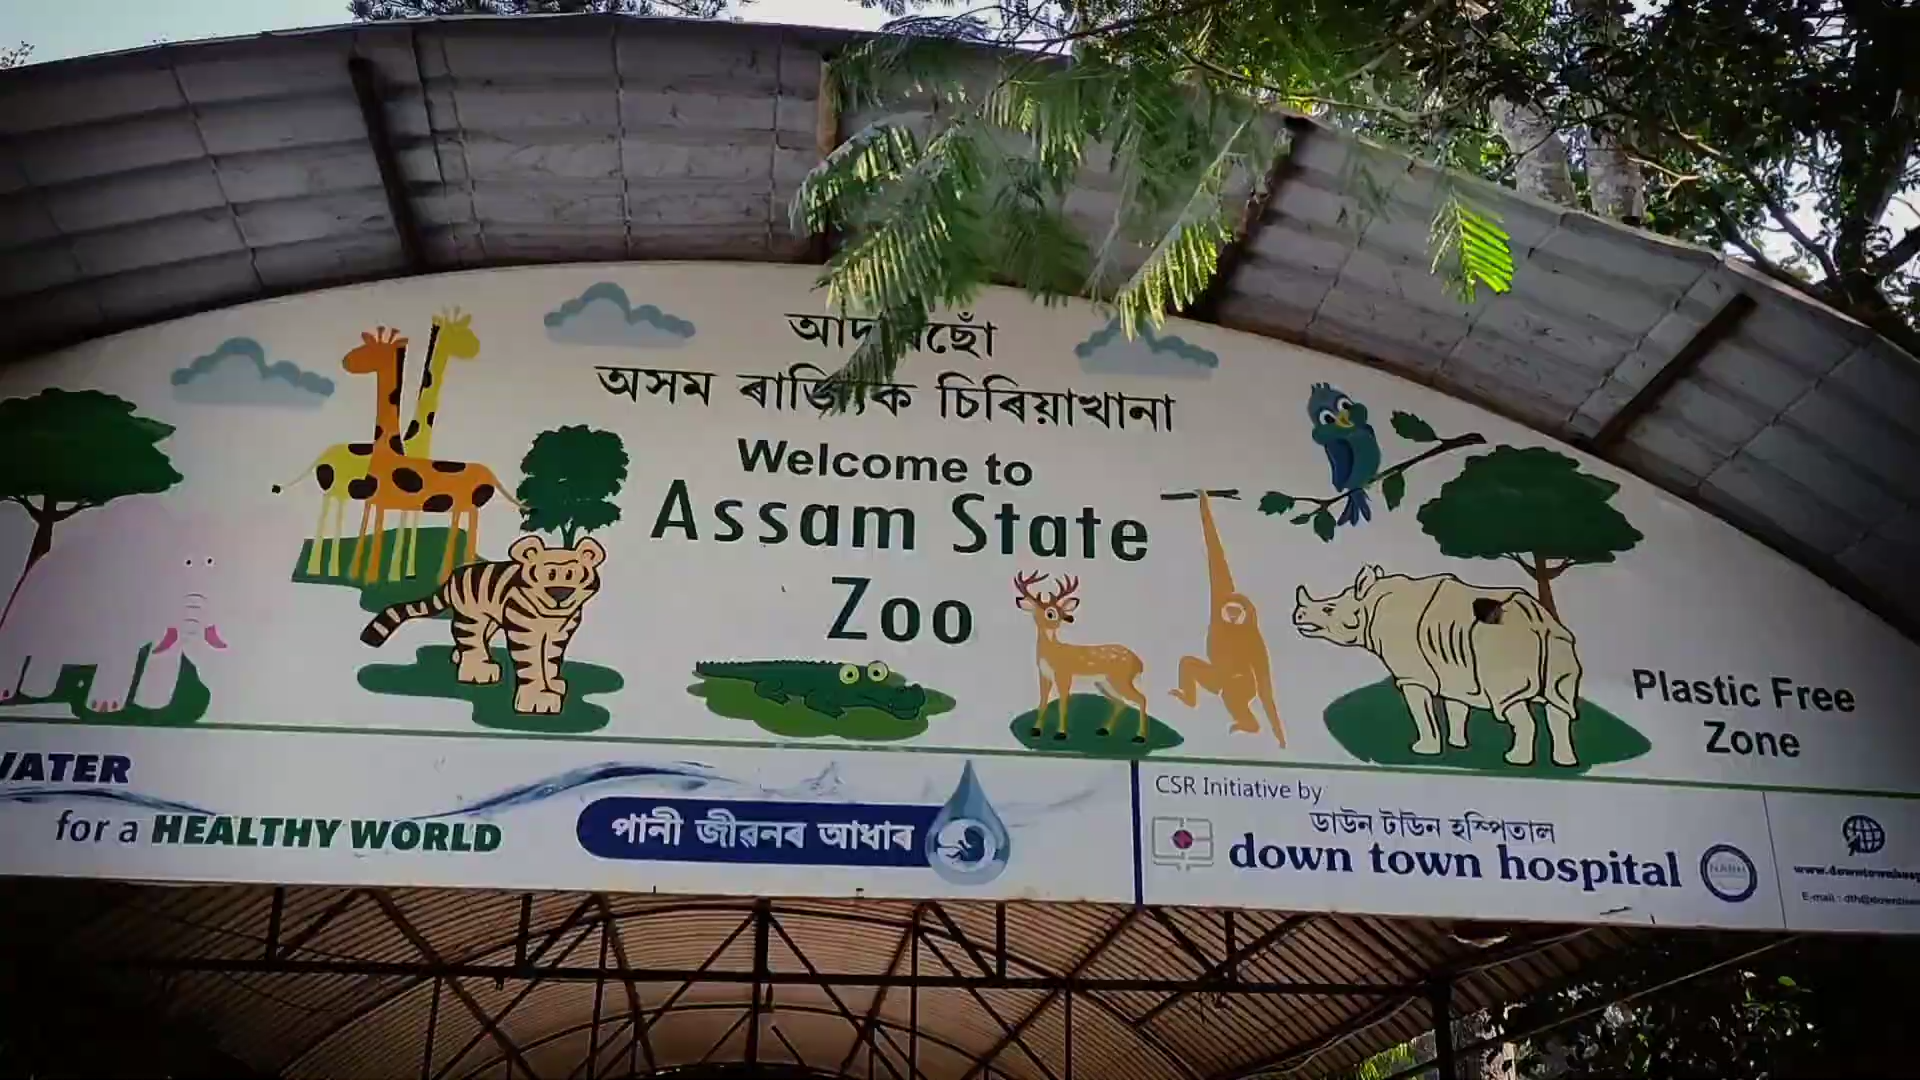 অসম ৰাজ্যিক চিৰিয়াখানা
Welcome to
Assam State
Zoo
Plastic Free
Zone
for a HEALTHY WORLD
পানী জীৱনৰ আধাৰ
CSR Initiative by
ডাউন টাউন হস্পিতাল
down town hospital